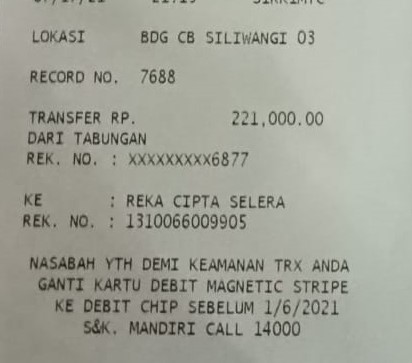 LOKASI BDG CB SILIWANGI 03
RECORD NO. 7688
TRANSFER RP. 221,000.00
DARI TABUNGAN
REK. NO. : XXXXXXXXX6877
KE : REKA CIPTA SELERA
REK. NO. : 1310066009905
NASABAH YTH DEMI KEAMANAN TRX ANDA
GANTI KARTU DEBIT MAGNETIC STRIPE
KE DEBIT CHIP SEBELUM 1/6/2021
S&K. MANDIRI CALL 14000